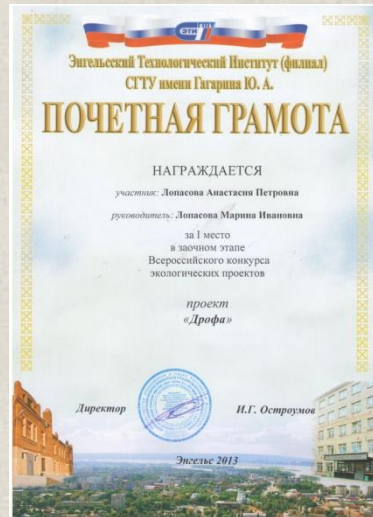 ЭТИ
Энгельсский Технологический Институт (филиал)
СГТУ имени Гагарина Ю. А.
ПОЧЕТНАЯ ГРАМОТА
НАГРАЖДАЕТСЯ
участник: Лопасова Анастасия Петровна
руководитель: Лопасова Марина Ивановна
за I место
в заочном этапе
Всероссийского конкурса
экологических проектов
проект
«Дрофа»
Директор И.Г. Остроумов
Энгельс 2013